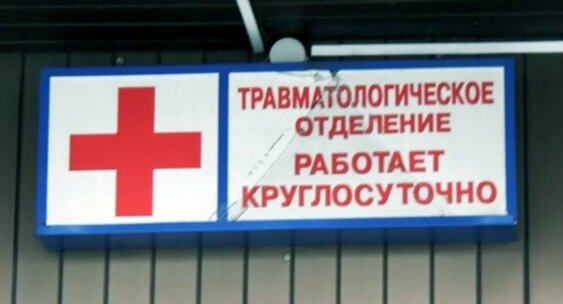 ТРАВМАТОЛОГИЧЕСКОЕ
ОТДЕЛЕНИЕ
РАБОТАЕТ
КРУГЛОСУТОЧНО